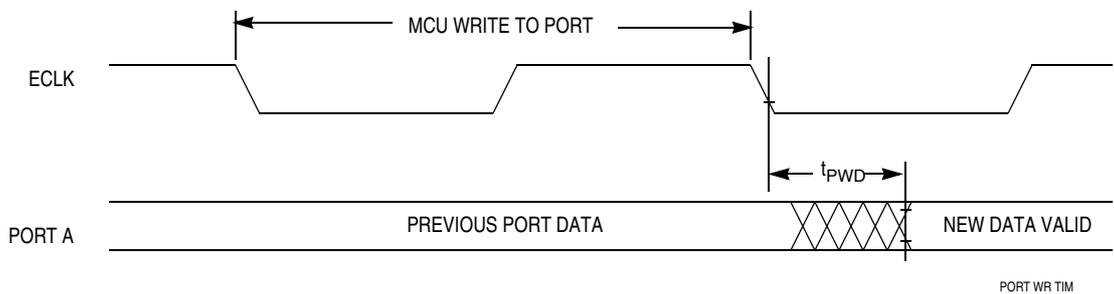 MCU WRITE TO PORT
ECLK
tPWD
PORT A
PREVIOUS PORT DATA
NEW DATA VALID
PORT WR TIM